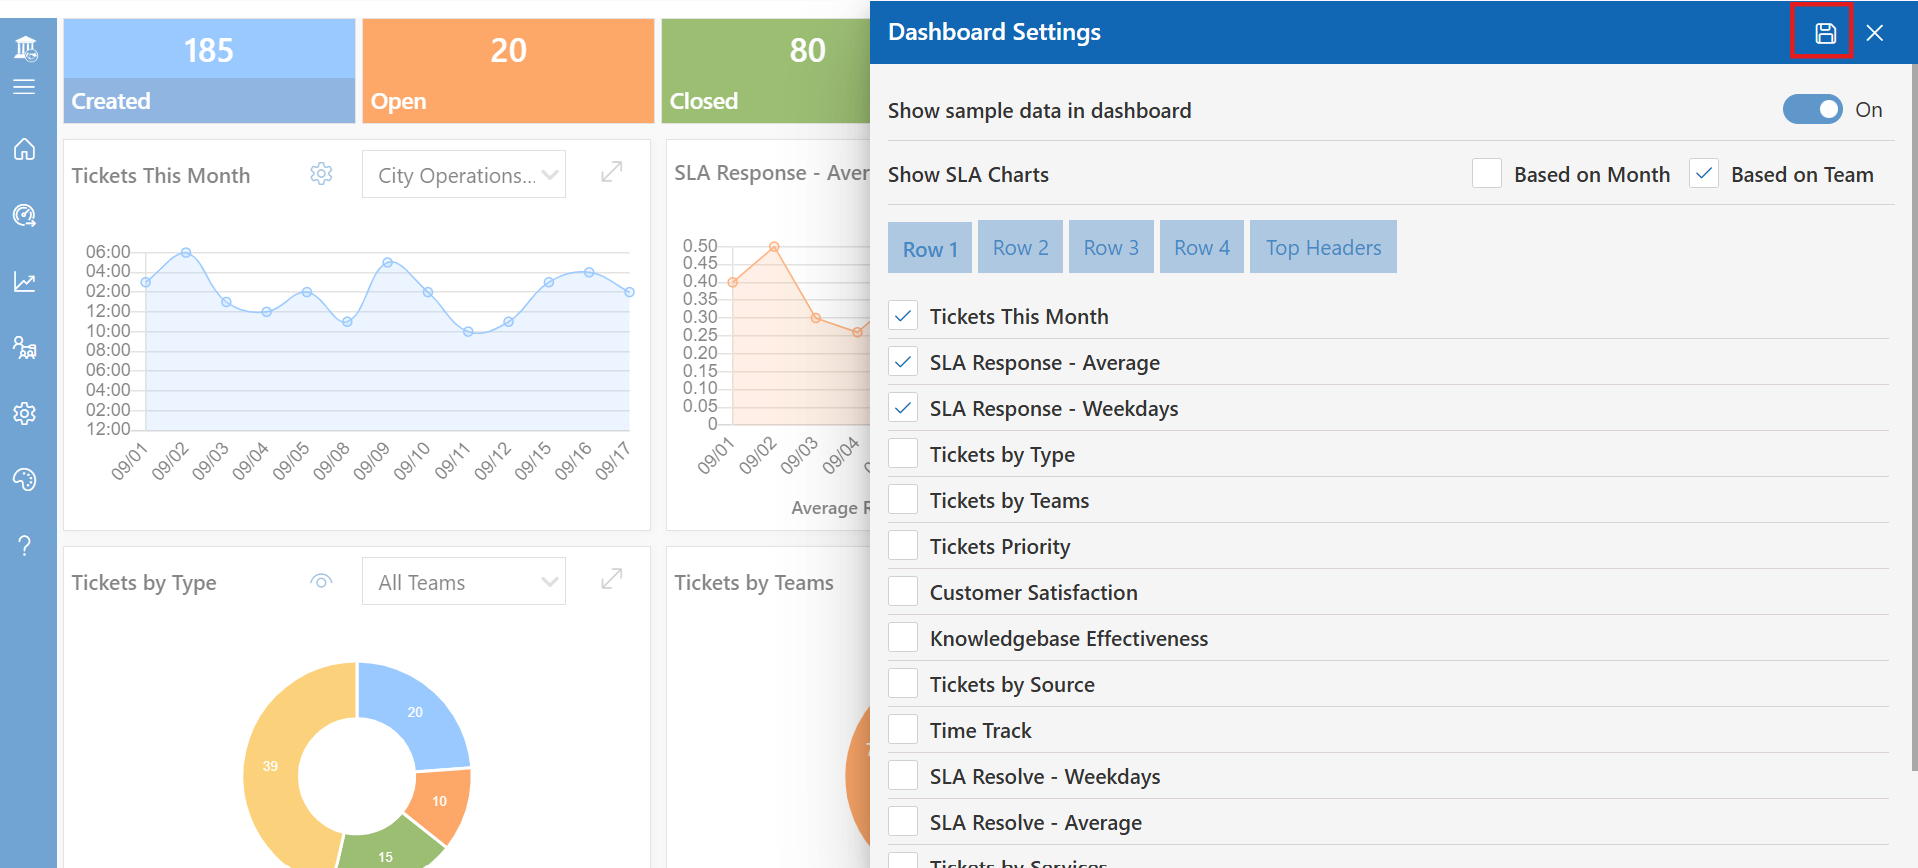 185
Created
20
Open
80
Closed
Dashboard Settings
Show sample data in dashboard
On
Show SLA Charts
Based on Month
Based on Team
Row 1
Row 2
Row 3
Row 4
Top Headers
Tickets This Month
SLA Response - Average
SLA Response - Weekdays
Tickets by Type
Tickets by Teams
Tickets Priority
Customer Satisfaction
Knowledgebase Effectiveness
Tickets by Source
Time Track
SLA Resolve - Weekdays
SLA Resolve - Average
Tickets by Services
Tickets This Month
City Operations...
06:00
04:00
02:00
12:00
10:00
08:00
06:00
04:00
02:00
12:00
09/01
09/02
09/03
09/04
09/05
09/08
09/09
09/10
09/11
09/12
09/15
09/16
09/17
SLA Response - Aver
0.50
0.45
0.40
0.35
0.30
0.25
0.20
0.15
0.10
0.05
0
09/01
09/02
09/03
09/04
Average R
Tickets by Type
All Teams
20
39
10
15
Tickets by Teams